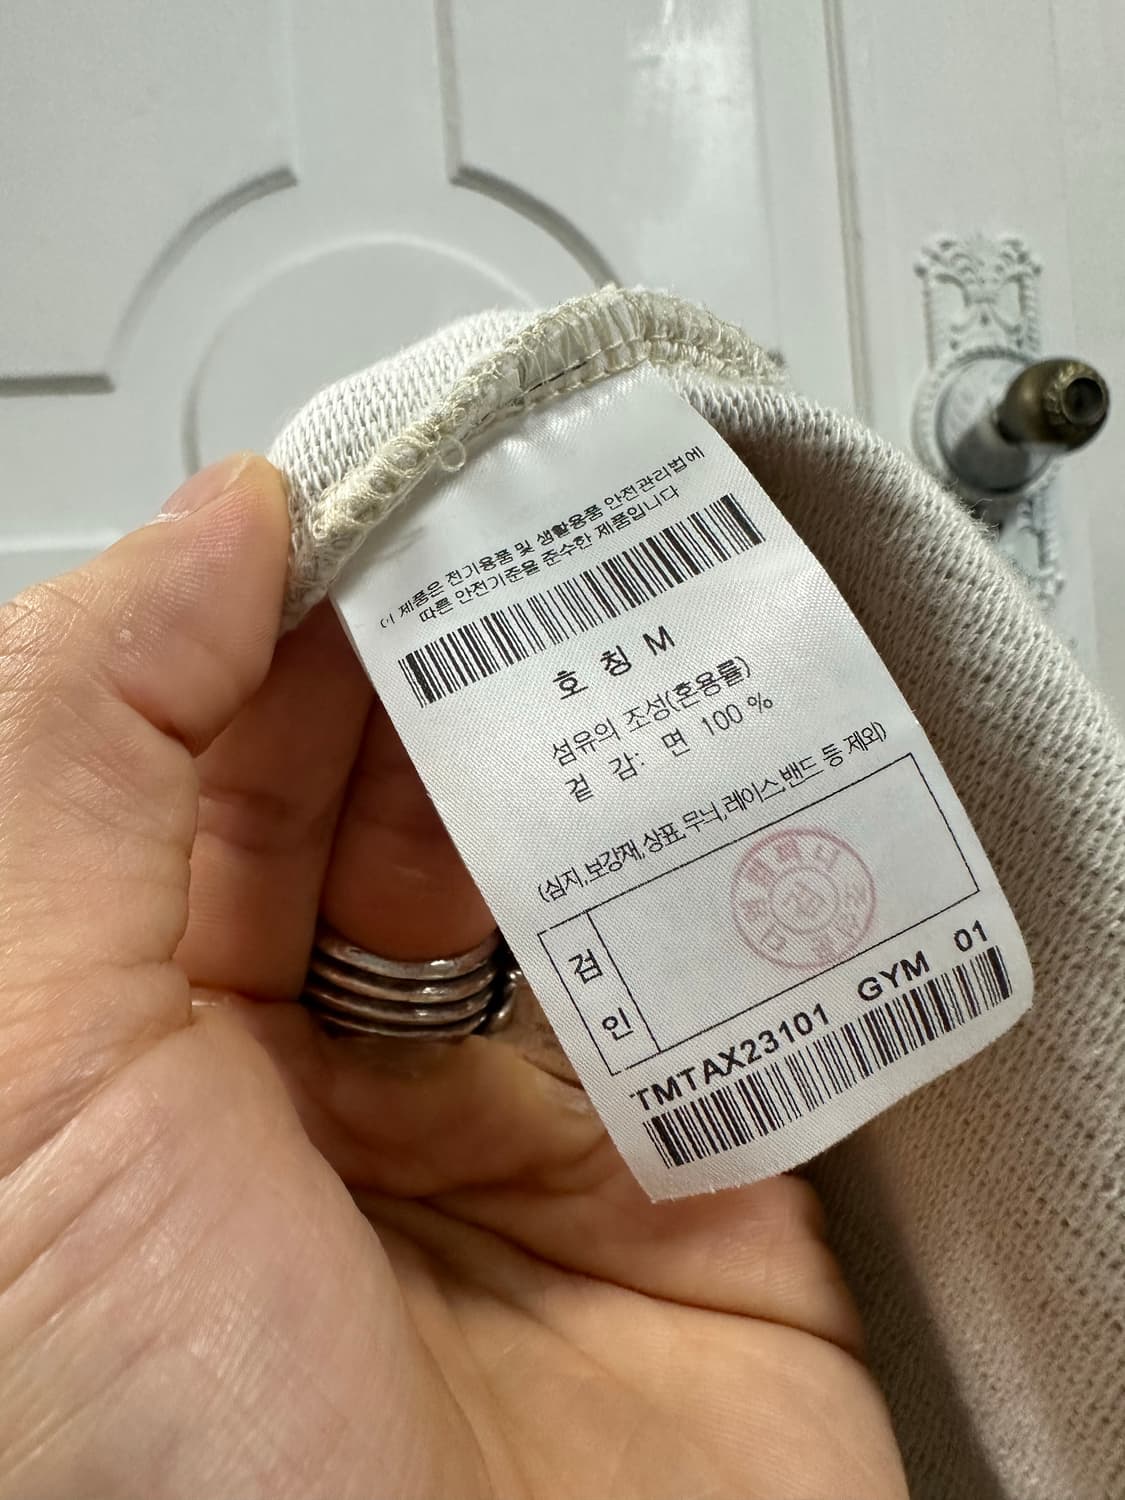 이 제품은 전기용품 및 생활용품 안전관리법에
따른 안전기준을 준수한 제품입니다
호 칭 M
섬유의 조성(혼용률)
겉 감: 면 100 %
(심지,보강재,상표,무늬,레이스,밴드 등 제외)
검
인
TMTAX23101 GYM 01